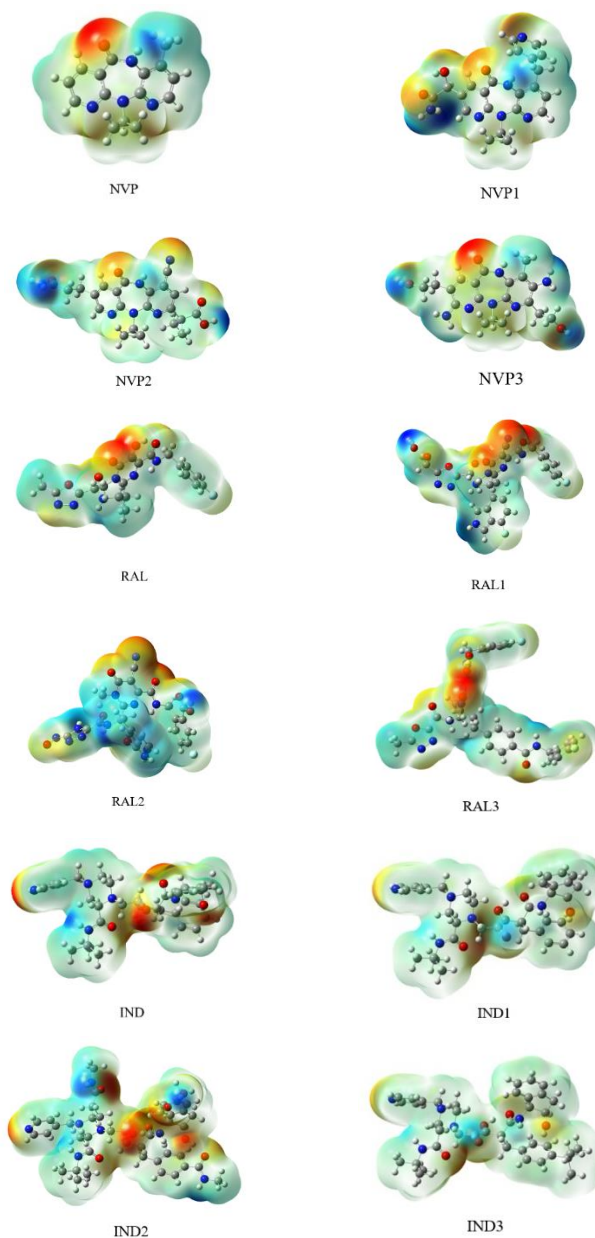 NVP
NVP1
NVP2
NVP3
RAL
RAL1
RAL2
RAL3
IND
IND1
IND2
IND3